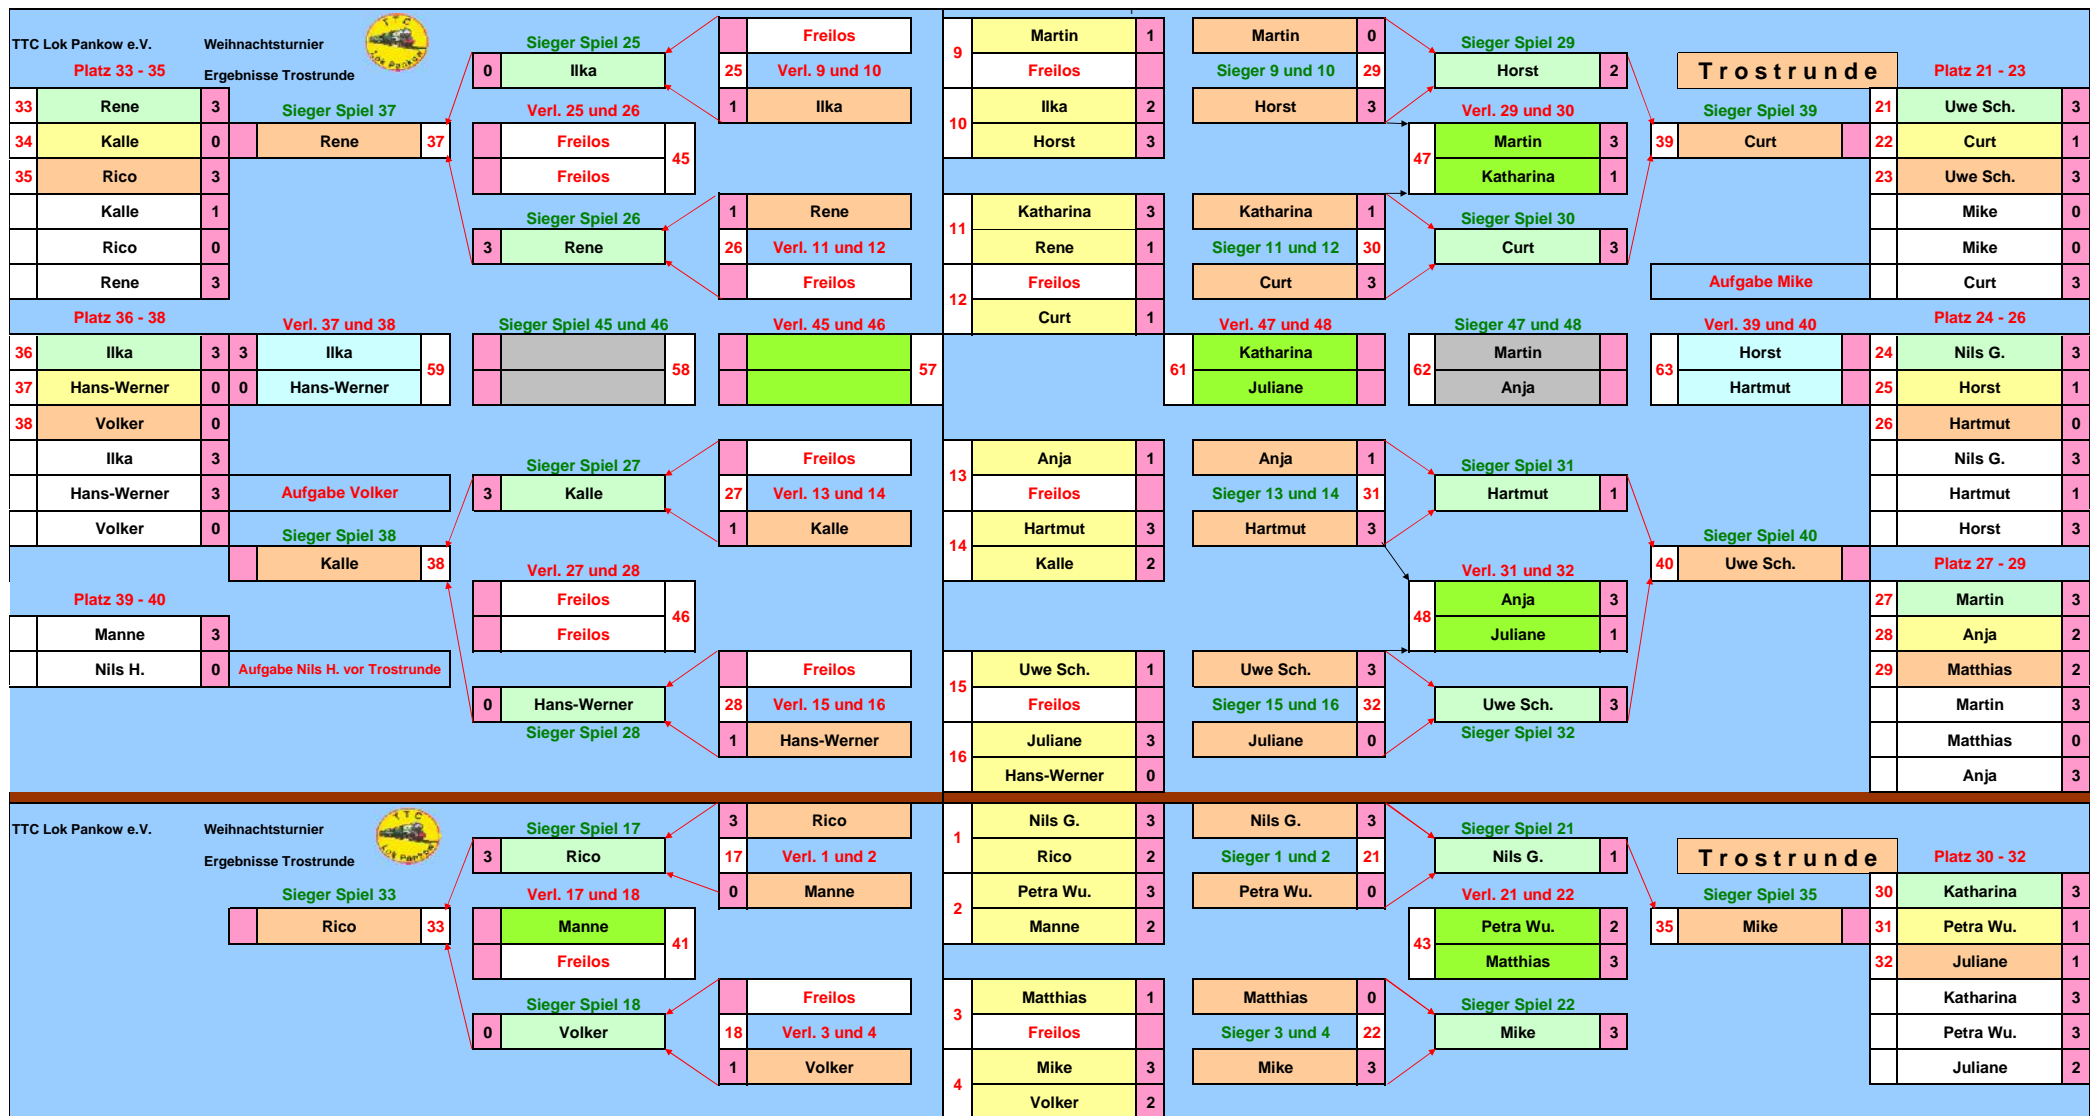 TTC Lok Pankow e.V. Weihnachtsturnier TTC Lok Pankow
Ergebnisse Trostrunde
Trostrunde
Platz 33 - 35
33 Rene 3
34 Kalle 0
35 Rico 3
Kalle 1
Rico 0
Rene 3
Platz 36 - 38
36 Ilka 3
37 Hans-Werner 0
38 Volker 0
Ilka 3
Hans-Werner 3
Volker 0
Platz 39 - 40
Manne 3
Nils H. 0
Sieger Spiel 37
Rene 37
Verl. 37 und 38
3 Ilka
59
0 Hans-Werner
Aufgabe Volker
Sieger Spiel 38
Kalle 38
Aufgabe Nils H. vor Trostrunde
Sieger Spiel 25
0 Ilka
Verl. 25 und 26
Freilos
45
Freilos
Sieger Spiel 26
3 Rene
Sieger Spiel 45 und 46
58
Sieger Spiel 27
3 Kalle
Verl. 27 und 28
Freilos
46
Freilos
0 Hans-Werner
Sieger Spiel 28
Freilos
25 Verl. 9 und 10
1 Ilka
1 Rene
26 Verl. 11 und 12
Freilos
Verl. 45 und 46
57
Freilos
27 Verl. 13 und 14
1 Kalle
Freilos
28 Verl. 15 und 16
1 Hans-Werner
9
Martin 1
Freilos
10
Ilka 2
Horst 3
11
Katharina 3
Rene 1
12
Freilos
Curt 1
13
Anja 1
Freilos
14
Hartmut 3
Kalle 2
15
Uwe Sch. 1
Freilos
16
Juliane 3
Hans-Werner 0
Martin 0
Sieger 9 und 10 29
Horst 3
Katharina 1
Sieger 11 und 12 30
Curt 3
Verl. 47 und 48
Katharina
61
Juliane
Anja 1
Sieger 13 und 14 31
Hartmut 3
Uwe Sch. 3
Sieger 15 und 16 32
Juliane 0
Sieger Spiel 29
Horst 2
Verl. 29 und 30
Martin 3
47
Katharina 1
Sieger Spiel 30
Curt 3
Sieger 47 und 48
Martin
62
Anja
Sieger Spiel 31
Hartmut 1
Verl. 31 und 32
Anja 3
48
Juliane 1
Uwe Sch. 3
Sieger Spiel 32
Sieger Spiel 39
39 Curt
Aufgabe Mike
Verl. 39 und 40
Horst
63
Hartmut
Sieger Spiel 40
40 Uwe Sch.
Platz 21 - 23
21 Uwe Sch. 3
22 Curt 1
23 Uwe Sch. 3
Mike 0
Mike 0
Curt 3
Platz 24 - 26
24 Nils G. 3
25 Horst 1
26 Hartmut 0
Nils G. 3
Hartmut 1
Horst 3
Platz 27 - 29
27 Martin 3
28 Anja 2
29 Matthias 2
Martin 3
Matthias 0
Anja 3
TTC Lok Pankow e.V. Weihnachtsturnier TTC Lok Pankow
Ergebnisse Trostrunde
Trostrunde
Sieger Spiel 33
Rico 33
Sieger Spiel 17
3 Rico
Verl. 17 und 18
Manne
41
Freilos
Sieger Spiel 18
0 Volker
3 Rico
17 Verl. 1 und 2
0 Manne
Freilos
18 Verl. 3 und 4
1 Volker
1
Nils G. 3
Rico 2
2
Petra Wu. 3
Manne 2
3
Matthias 1
Freilos
4
Mike 3
Volker 2
Nils G. 3
Sieger 1 und 2 21
Petra Wu. 0
Matthias 0
Sieger 3 und 4 22
Mike 3
Sieger Spiel 21
Nils G. 1
Verl. 21 und 22
Petra Wu. 2
43
Matthias 3
Sieger Spiel 22
Mike 3
Sieger Spiel 35
35 Mike
Platz 30 - 32
30 Katharina 3
31 Petra Wu. 1
32 Juliane 1
Katharina 3
Petra Wu. 3
Juliane 2